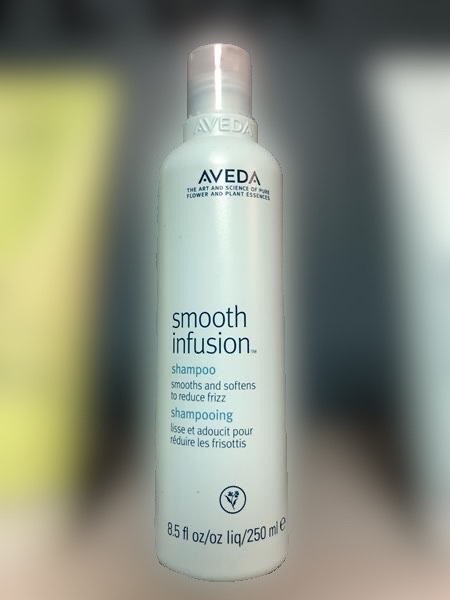 AVEDA
AVEDA
THE ART AND SCIENCE OF PURE
FLOWER AND PLANT ESSENCES
smooth
infusion™
shampoo
smooths and softens
to reduce frizz
shampooing
lisse et adoucit pour
réduire les frisottis
8.5 fl oz/oz liq/250 ml ℮